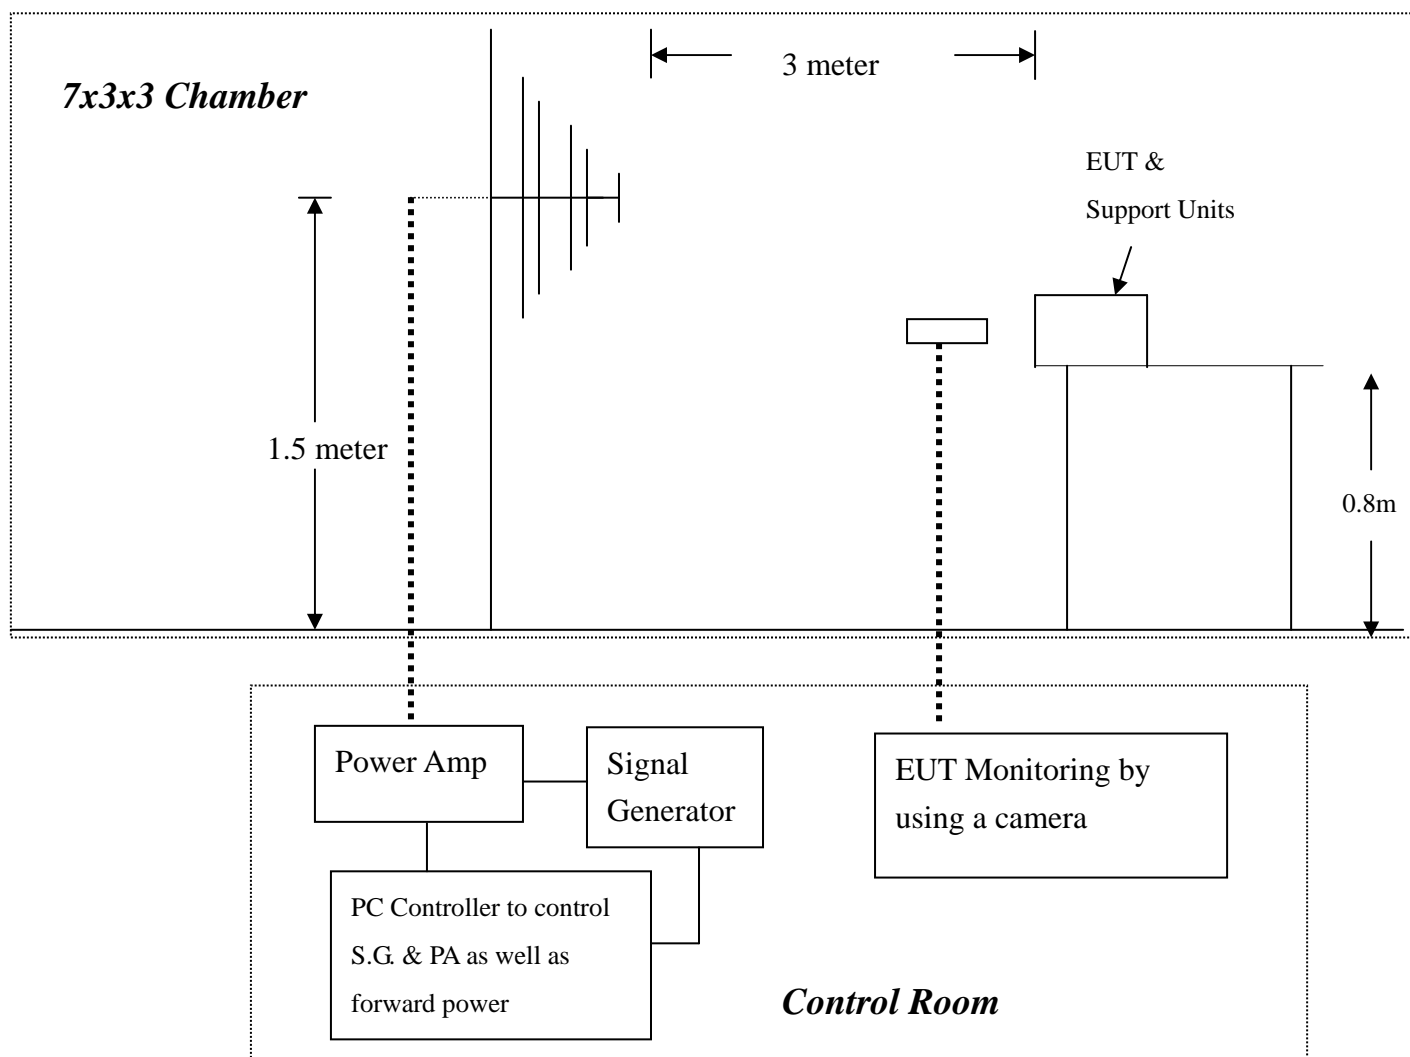 7x3x3 Chamber
3 meter
EUT &
Support Units
1.5 meter
0.8m
Power Amp
Signal
Generator
EUT Monitoring by
using a camera
PC Controller to control
S.G. & PA as well as
forward power
Control Room